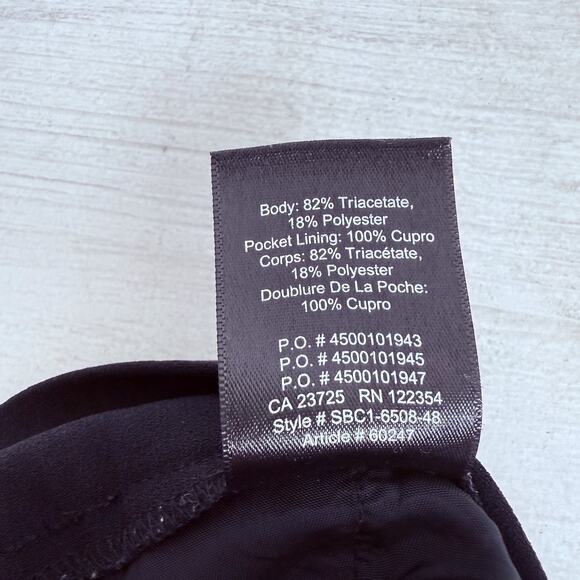 Body: 82% Triacetate,
18% Polyester
Pocket Lining: 100% Cupro
Corps: 82% Triacétate,
18% Polyester
Doublure De La Poche:
100% Cupro
P.O. # 4500101943
P.O. # 4500101945
P.O. # 4500101947
CA 23725 RN 122354
Style # SBC1-6508-48
Article # 60247